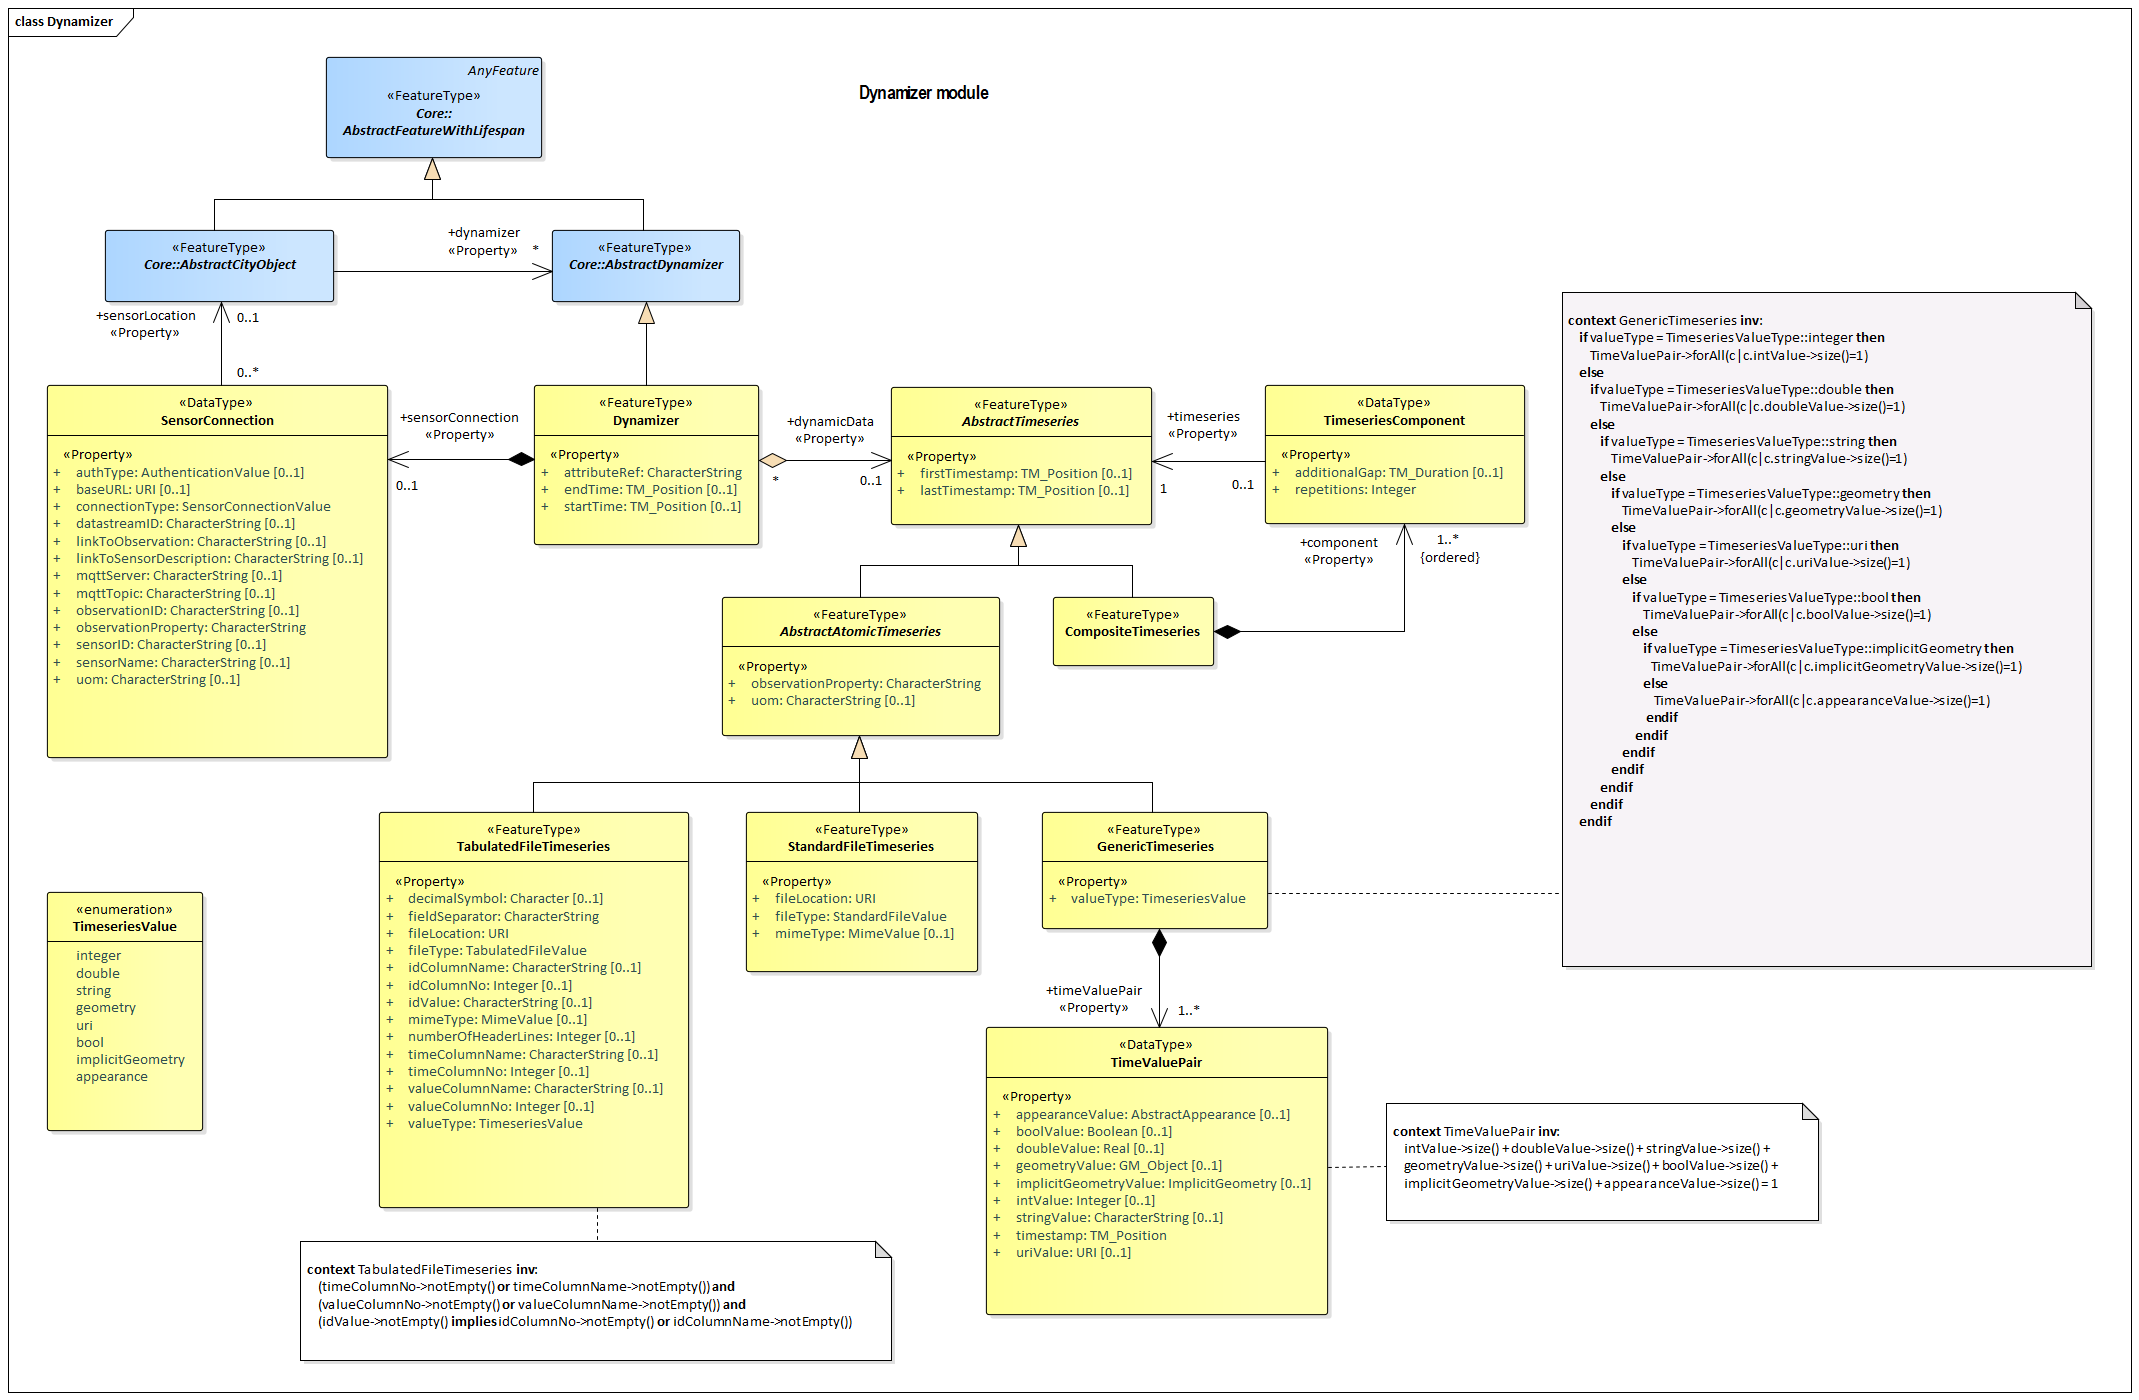 class Dynamizer
Dynamizer module
AnyFeature
«FeatureType»
Core::
AbstractFeatureWithLifespan
«FeatureType»
Core::AbstractCityObject
+dynamizer
«Property»
*
«FeatureType»
Core::AbstractDynamizer
+sensorLocation
«Property»
0..1
0..*
«DataType»
SensorConnection
«Property»
+ authType: AuthenticationValue [0..1]
+ baseURL: URI [0..1]
+ connectionType: SensorConnectionValue
+ datastreamID: CharacterString [0..1]
+ linkToObservation: CharacterString [0..1]
+ linkToSensorDescription: CharacterString [0..1]
+ mqttServer: CharacterString [0..1]
+ mqttTopic: CharacterString [0..1]
+ observationID: CharacterString [0..1]
+ observationProperty: CharacterString
+ sensorID: CharacterString [0..1]
+ sensorName: CharacterString [0..1]
+ uom: CharacterString [0..1]
+sensorConnection
«Property»
0..1
«FeatureType»
Dynamizer
«Property»
+ attributeRef: CharacterString
+ endTime: TM_Position [0..1]
+ startTime: TM_Position [0..1]
+dynamicData
«Property»
*
0..1
«FeatureType»
AbstractTimeseries
«Property»
+ firstTimestamp: TM_Position [0..1]
+ lastTimestamp: TM_Position [0..1]
+timeseries
«Property»
1
0..1
«DataType»
TimeseriesComponent
«Property»
+ additionalGap: TM_Duration [0..1]
+ repetitions: Integer
+component
«Property»
1..*
{ordered}
«FeatureType»
AbstractAtomicTimeseries
«Property»
+ observationProperty: CharacterString
+ uom: CharacterString [0..1]
«FeatureType»
CompositeTimeseries
context GenericTimeseries inv:
if valueType = TimeseriesValueType::integer then
TimeValuePair->forAll(c|c.intValue->size()=1)
else
if valueType = TimeseriesValueType::double then
TimeValuePair->forAll(c|c.doubleValue->size()=1)
else
if valueType = TimeseriesValueType::string then
TimeValuePair->forAll(c|c.stringValue->size()=1)
else
if valueType = TimeseriesValueType::geometry then
TimeValuePair->forAll(c|c.geometryValue->size()=1)
else
if valueType = TimeseriesValueType::uri then
TimeValuePair->forAll(c|c.uriValue->size()=1)
else
if valueType = TimeseriesValueType::bool then
TimeValuePair->forAll(c|c.boolValue->size()=1)
else
if valueType = TimeseriesValueType::implicitGeometry then
TimeValuePair->forAll(c|c.implicitGeometryValue->size()=1)
else
TimeValuePair->forAll(c|c.appearanceValue->size()=1)
endif
endif
endif
endif
endif
endif
endif
«enumeration»
TimeseriesValue
integer
double
string
geometry
uri
bool
implicitGeometry
appearance
«FeatureType»
TabulatedFileTimeseries
«Property»
+ decimalSymbol: Character [0..1]
+ fieldSeparator: CharacterString
+ fileLocation: URI
+ fileType: TabulatedFileValue
+ idColumnName: CharacterString [0..1]
+ idColumnNo: Integer [0..1]
+ idValue: CharacterString [0..1]
+ mimeType: MimeValue [0..1]
+ numberOfHeaderLines: Integer [0..1]
+ timeColumnName: CharacterString [0..1]
+ timeColumnNo: Integer [0..1]
+ valueColumnName: CharacterString [0..1]
+ valueColumnNo: Integer [0..1]
+ valueType: TimeseriesValue
«FeatureType»
StandardFileTimeseries
«Property»
+ fileLocation: URI
+ fileType: StandardFileValue
+ mimeType: MimeValue [0..1]
«FeatureType»
GenericTimeseries
«Property»
+ valueType: TimeseriesValue
+timeValuePair
«Property»
1..*
«DataType»
TimeValuePair
«Property»
+ appearanceValue: AbstractAppearance [0..1]
+ boolValue: Boolean [0..1]
+ doubleValue: Real [0..1]
+ geometryValue: GM_Object [0..1]
+ implicitGeometryValue: ImplicitGeometry [0..1]
+ intValue: Integer [0..1]
+ stringValue: CharacterString [0..1]
+ timestamp: TM_Position
+ uriValue: URI [0..1]
context TimeValuePair inv:
intValue->size() + doubleValue->size() + stringValue->size() +
geometryValue->size() + uriValue->size() + boolValue->size() +
implicitGeometryValue->size() + appearanceValue->size() = 1
context TabulatedFileTimeseries inv:
(timeColumnNo->notEmpty() or timeColumnName->notEmpty()) and
(valueColumnNo->notEmpty() or valueColumnName->notEmpty()) and
(idValue->notEmpty() implies idColumnNo->notEmpty() or idColumnName->notEmpty())